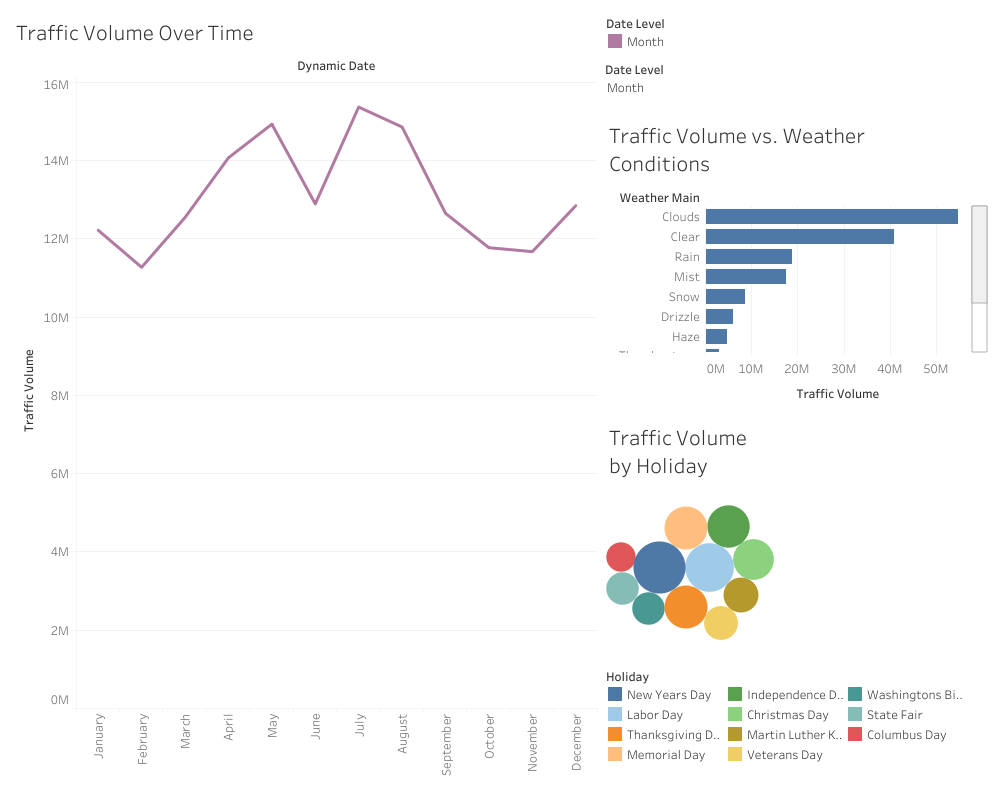 Traffic Volume Over Time
Dynamic Date
16M
14M
12M
10M
8M
6M
4M
2M
0M
Traffic Volume
January
February
March
April
May
June
July
August
September
October
November
December
Date Level
Month
Date Level
Month
Traffic Volume vs. Weather
Conditions
Weather Main
Clouds
Clear
Rain
Mist
Snow
Drizzle
Haze
0M 10M 20M 30M 40M 50M
Traffic Volume
Traffic Volume
by Holiday
Holiday
New Years Day Independence D.. Washingtons Bi..
Labor Day Christmas Day State Fair
Thanksgiving D.. Martin Luther K.. Columbus Day
Memorial Day Veterans Day